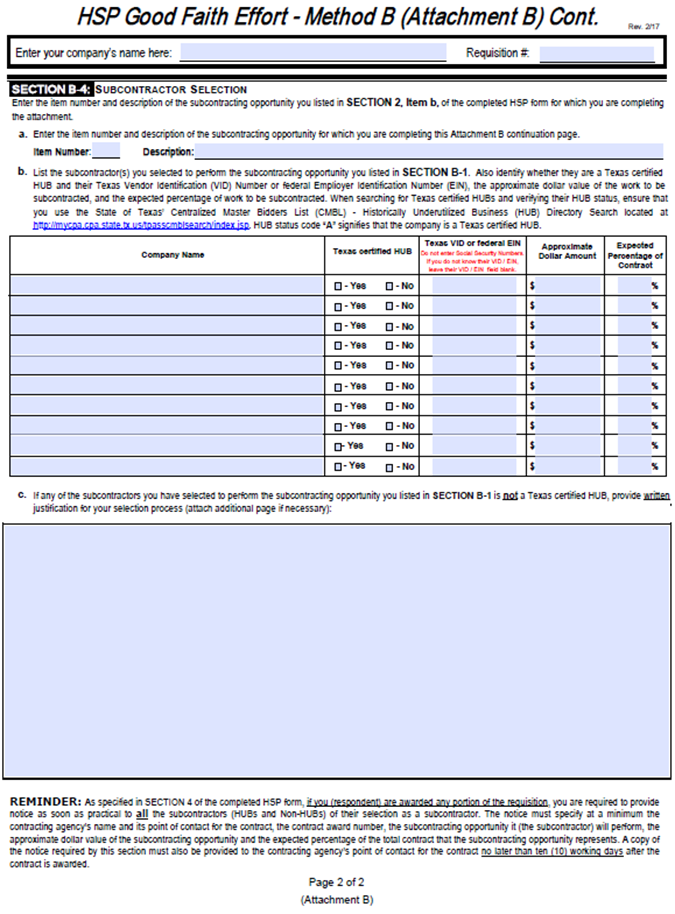 HSP Good Faith Effort - Method B (Attachment B) Cont.
Rev. 2/17
Enter your company's name here:
Requisition #:
SECTION B-4: SUBCONTRACTOR SELECTION
Enter the item number and description of the subcontracting opportunity you listed in SECTION 2, Item b, of the completed HSP form for which you are completing
the attachment.
a. Enter the item number and description of the subcontracting opportunity for which you are completing this Attachment B continuation page.
Item Number: Description:
b. List the subcontractor(s) you selected to perform the subcontracting opportunity you listed in SECTION B-1. Also identify whether they are a Texas certified
HUB and their Texas Vendor Identification (VID) Number or federal Employer Identification Number (EIN), the approximate dollar value of the work to be
subcontracted, and the expected percentage of work to be subcontracted. When searching for Texas certified HUBs and verifying their HUB status, ensure that
you use the State of Texas' Centralized Master Bidders List (CMBL) - Historically Underutilized Business (HUB) Directory Search located at
http://mycpa.cpa.state.tx.us/tpasscmblsearch/index.jsp. HUB status code "A" signifies that the company is a Texas certified HUB.
Company Name
Texas certified HUB
Texas VID or federal EIN
Do not enter Social Security Numbers.
If you do not know their VID / EIN,
leave their VID / EIN field blank.
Approximate
Dollar Amount
Expected
Percentage of
Contract
- Yes - No $ %
- Yes - No $ %
- Yes - No $ %
- Yes - No $ %
- Yes - No $ %
- Yes - No $ %
- Yes - No $ %
- Yes - No $ %
- Yes - No $ %
- Yes - No $ %
c. If any of the subcontractors you have selected to perform the subcontracting opportunity you listed in SECTION B-1 is not a Texas certified HUB, provide written
justification for your selection process (attach additional page if necessary):
REMINDER: As specified in SECTION 4 of the completed HSP form, if you (respondent) are awarded any portion of the requisition, you are required to provide
notice as soon as practical to all the subcontractors (HUBs and Non-HUBs) of their selection as a subcontractor. The notice must specify at a minimum the
contracting agency's name and its point of contact for the contract, the contract award number, the subcontracting opportunity it (the subcontractor) will perform, the
approximate dollar value of the subcontracting opportunity and the expected percentage of the total contract that the subcontracting opportunity represents. A copy of
the notice required by this section must also be provided to the contracting agency's point of contact for the contract no later than ten (10) working days after the
contract is awarded.
Page 2 of 2
(Attachment B)